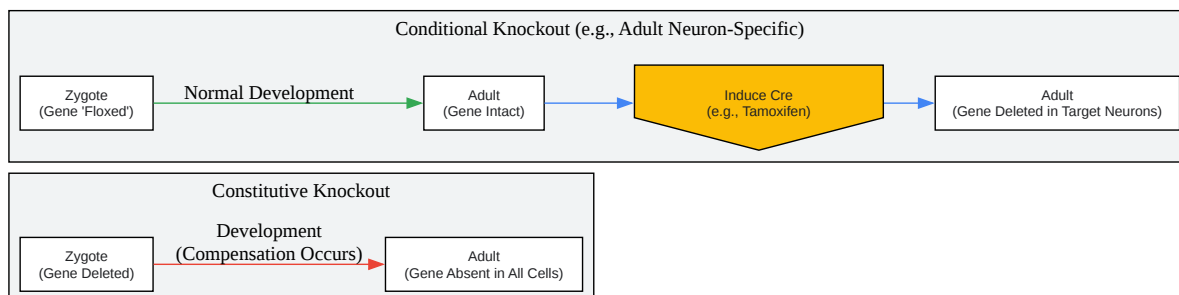 Conditional Knockout (e.g., Adult Neuron-Specific)
Zygote
(Gene 'Floxed')
Normal Development
Adult
(Gene Intact)
Induce Cre
(e.g., Tamoxifen)
Adult
(Gene Deleted in Target Neurons)
Constitutive Knockout
Zygote
(Gene Deleted)
Development
(Compensation Occurs)
Adult
(Gene Absent in All Cells)